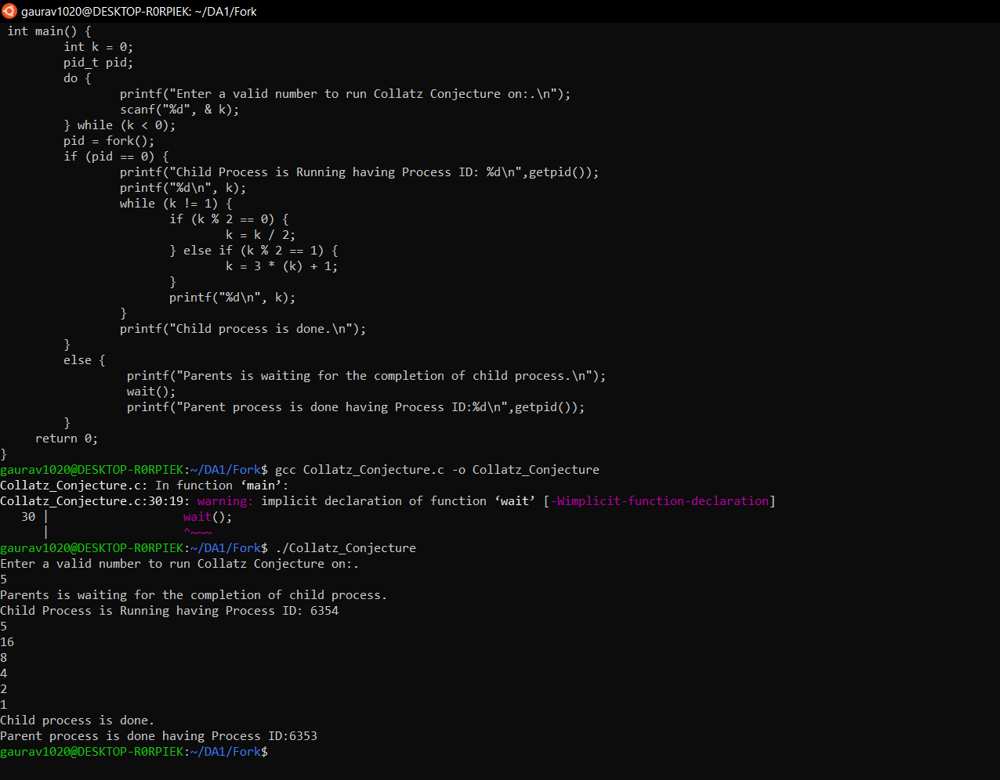 gaurav1020@DESKTOP-R0RPIEK: ~/DA1/Fork
int main() {
int k = 0;
pid_t pid;
do {
printf("Enter a valid number to run Collatz Conjecture on:.\n");
scanf("%d", & k);
} while (k < 0);
pid = fork();
if (pid == 0) {
printf("Child Process is Running having Process ID: %d\n",getpid());
printf("%d\n", k);
while (k != 1) {
if (k % 2 == 0) {
k = k / 2;
} else if (k % 2 == 1) {
k = 3 * (k) + 1;
}
printf("%d\n", k);
}
printf("Child process is done.\n");
}
else {
printf("Parents is waiting for the completion of child process.\n");
wait();
printf("Parent process is done having Process ID:%d\n",getpid());
}
return 0;
}
gaurav1020@DESKTOP-R0RPIEK:~/DA1/Fork$ gcc Collatz_Conjecture.c -o Collatz_Conjecture
Collatz_Conjecture.c: In function ‘main’:
Collatz_Conjecture.c:30:19: warning: implicit declaration of function ‘wait’ [-Wimplicit-function-declaration]
30 | wait();
| ^~~~
gaurav1020@DESKTOP-R0RPIEK:~/DA1/Fork$ ./Collatz_Conjecture
Enter a valid number to run Collatz Conjecture on:.
5
Parents is waiting for the completion of child process.
Child Process is Running having Process ID: 6354
5
16
8
4
2
1
Child process is done.
Parent process is done having Process ID:6353
gaurav1020@DESKTOP-R0RPIEK:~/DA1/Fork$